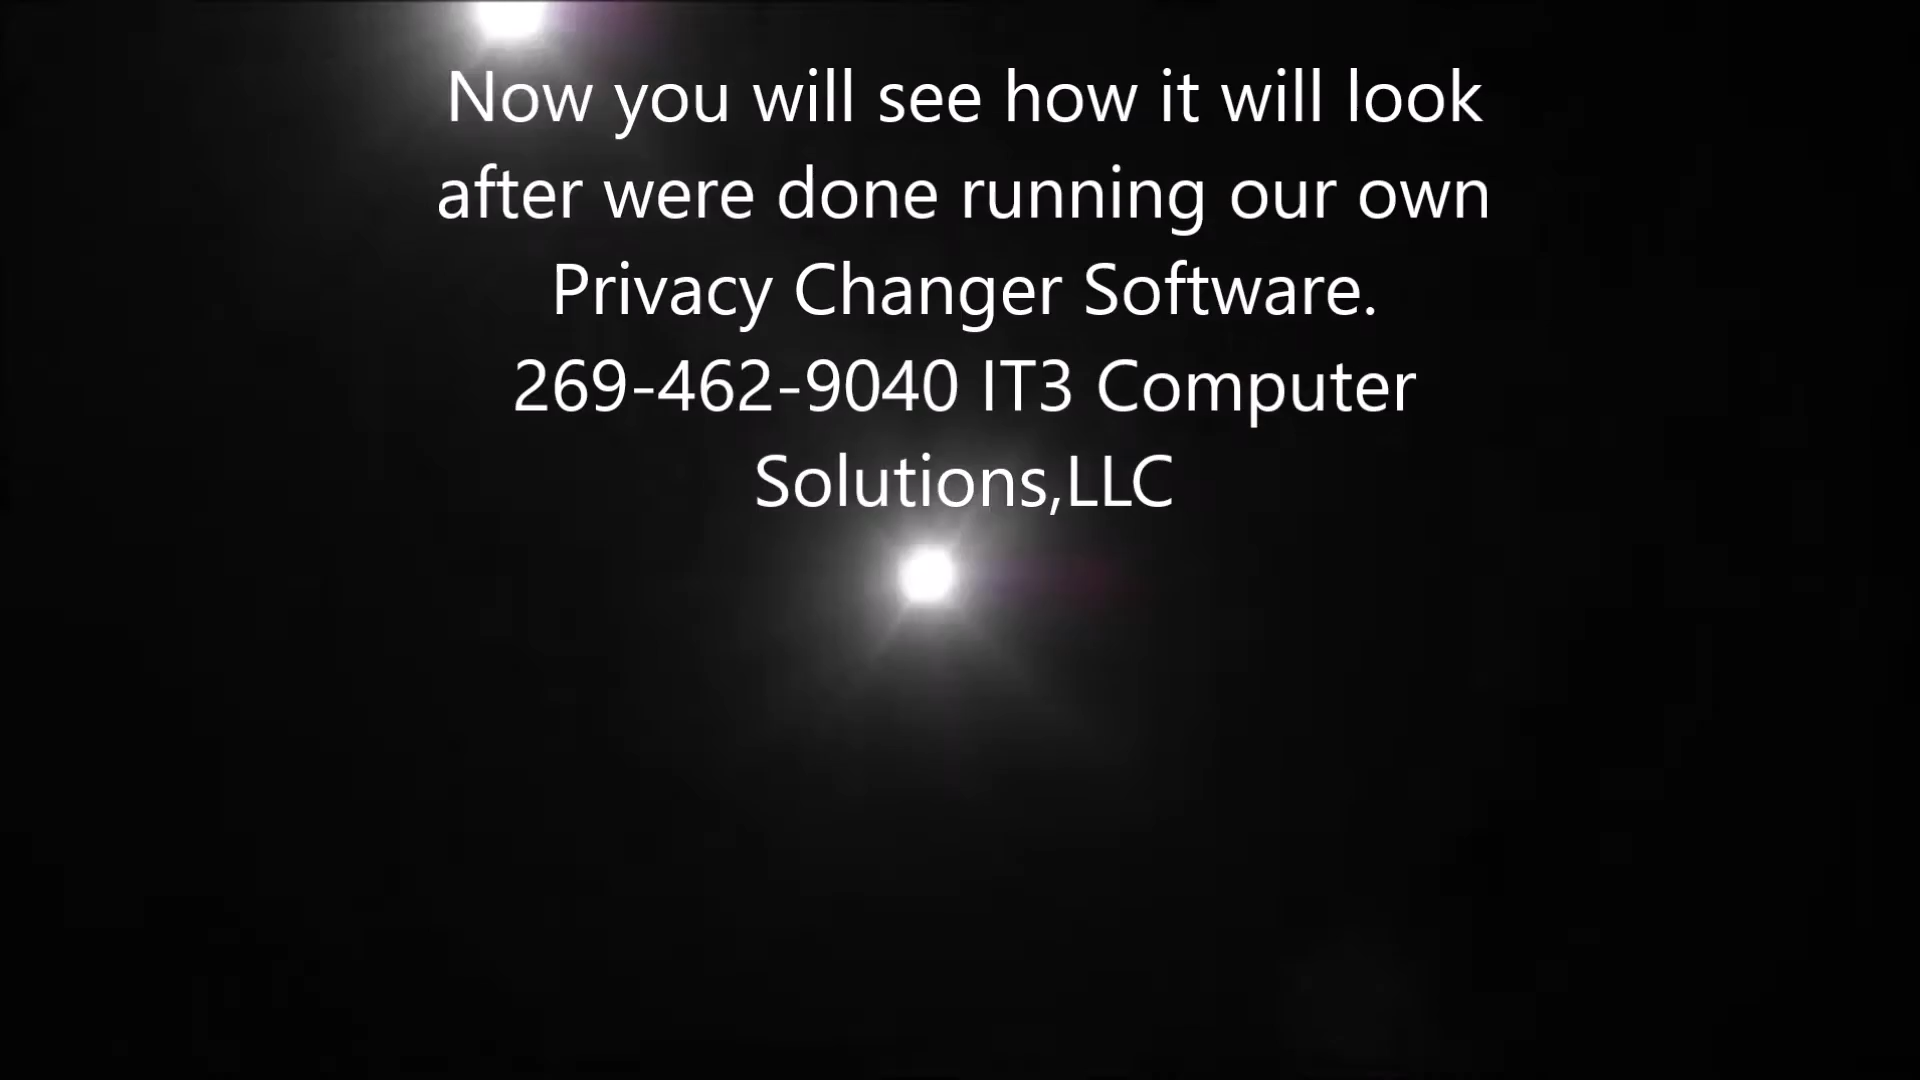 Now you will see how it will look
after were done running our own
Privacy Changer Software.
269-462-9040 IT3 Computer
Solutions,LLC